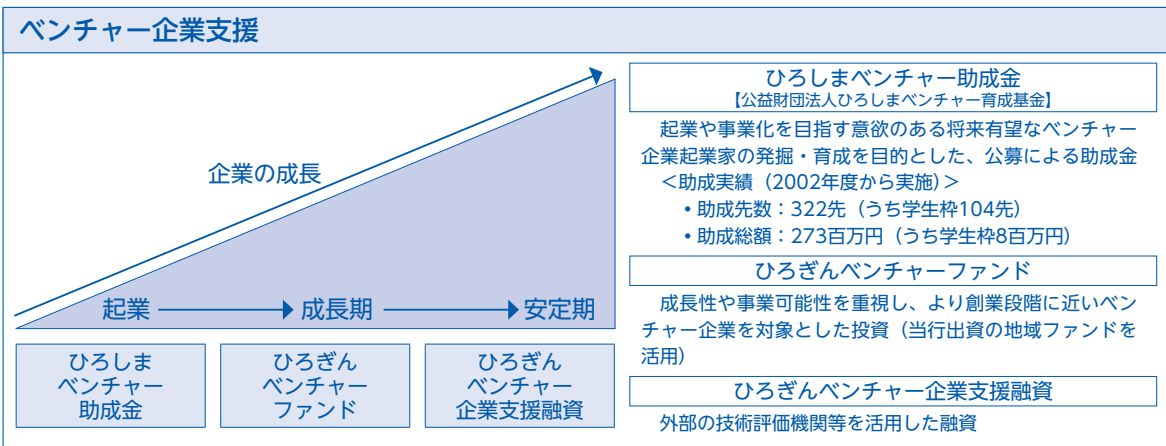 ベンチャー企業支援
企業の成長
起業
成長期
安定期
ひろしま
ベンチャー
助成金
ひろぎん
ベンチャー
ファンド
ひろぎん
ベンチャー
企業支援融資
ひろしまベンチャー助成金
【公益財団法人ひろしまベンチャー育成基金】
起業や事業化を目指す意欲のある将来有望なベンチャー
企業起業家の発掘・育成を目的とした、公募による助成金
＜助成実績（2002年度から実施）＞
• 助成先数：322先（うち学生枠104先）
• 助成総額：273百万円（うち学生枠8百万円）
ひろぎんベンチャーファンド
成長性や事業可能性を重視し、より創業段階に近いベン
チャー企業を対象とした投資（当行出資の地域ファンドを
活用）
ひろぎんベンチャー企業支援融資
外部の技術評価機関等を活用した融資